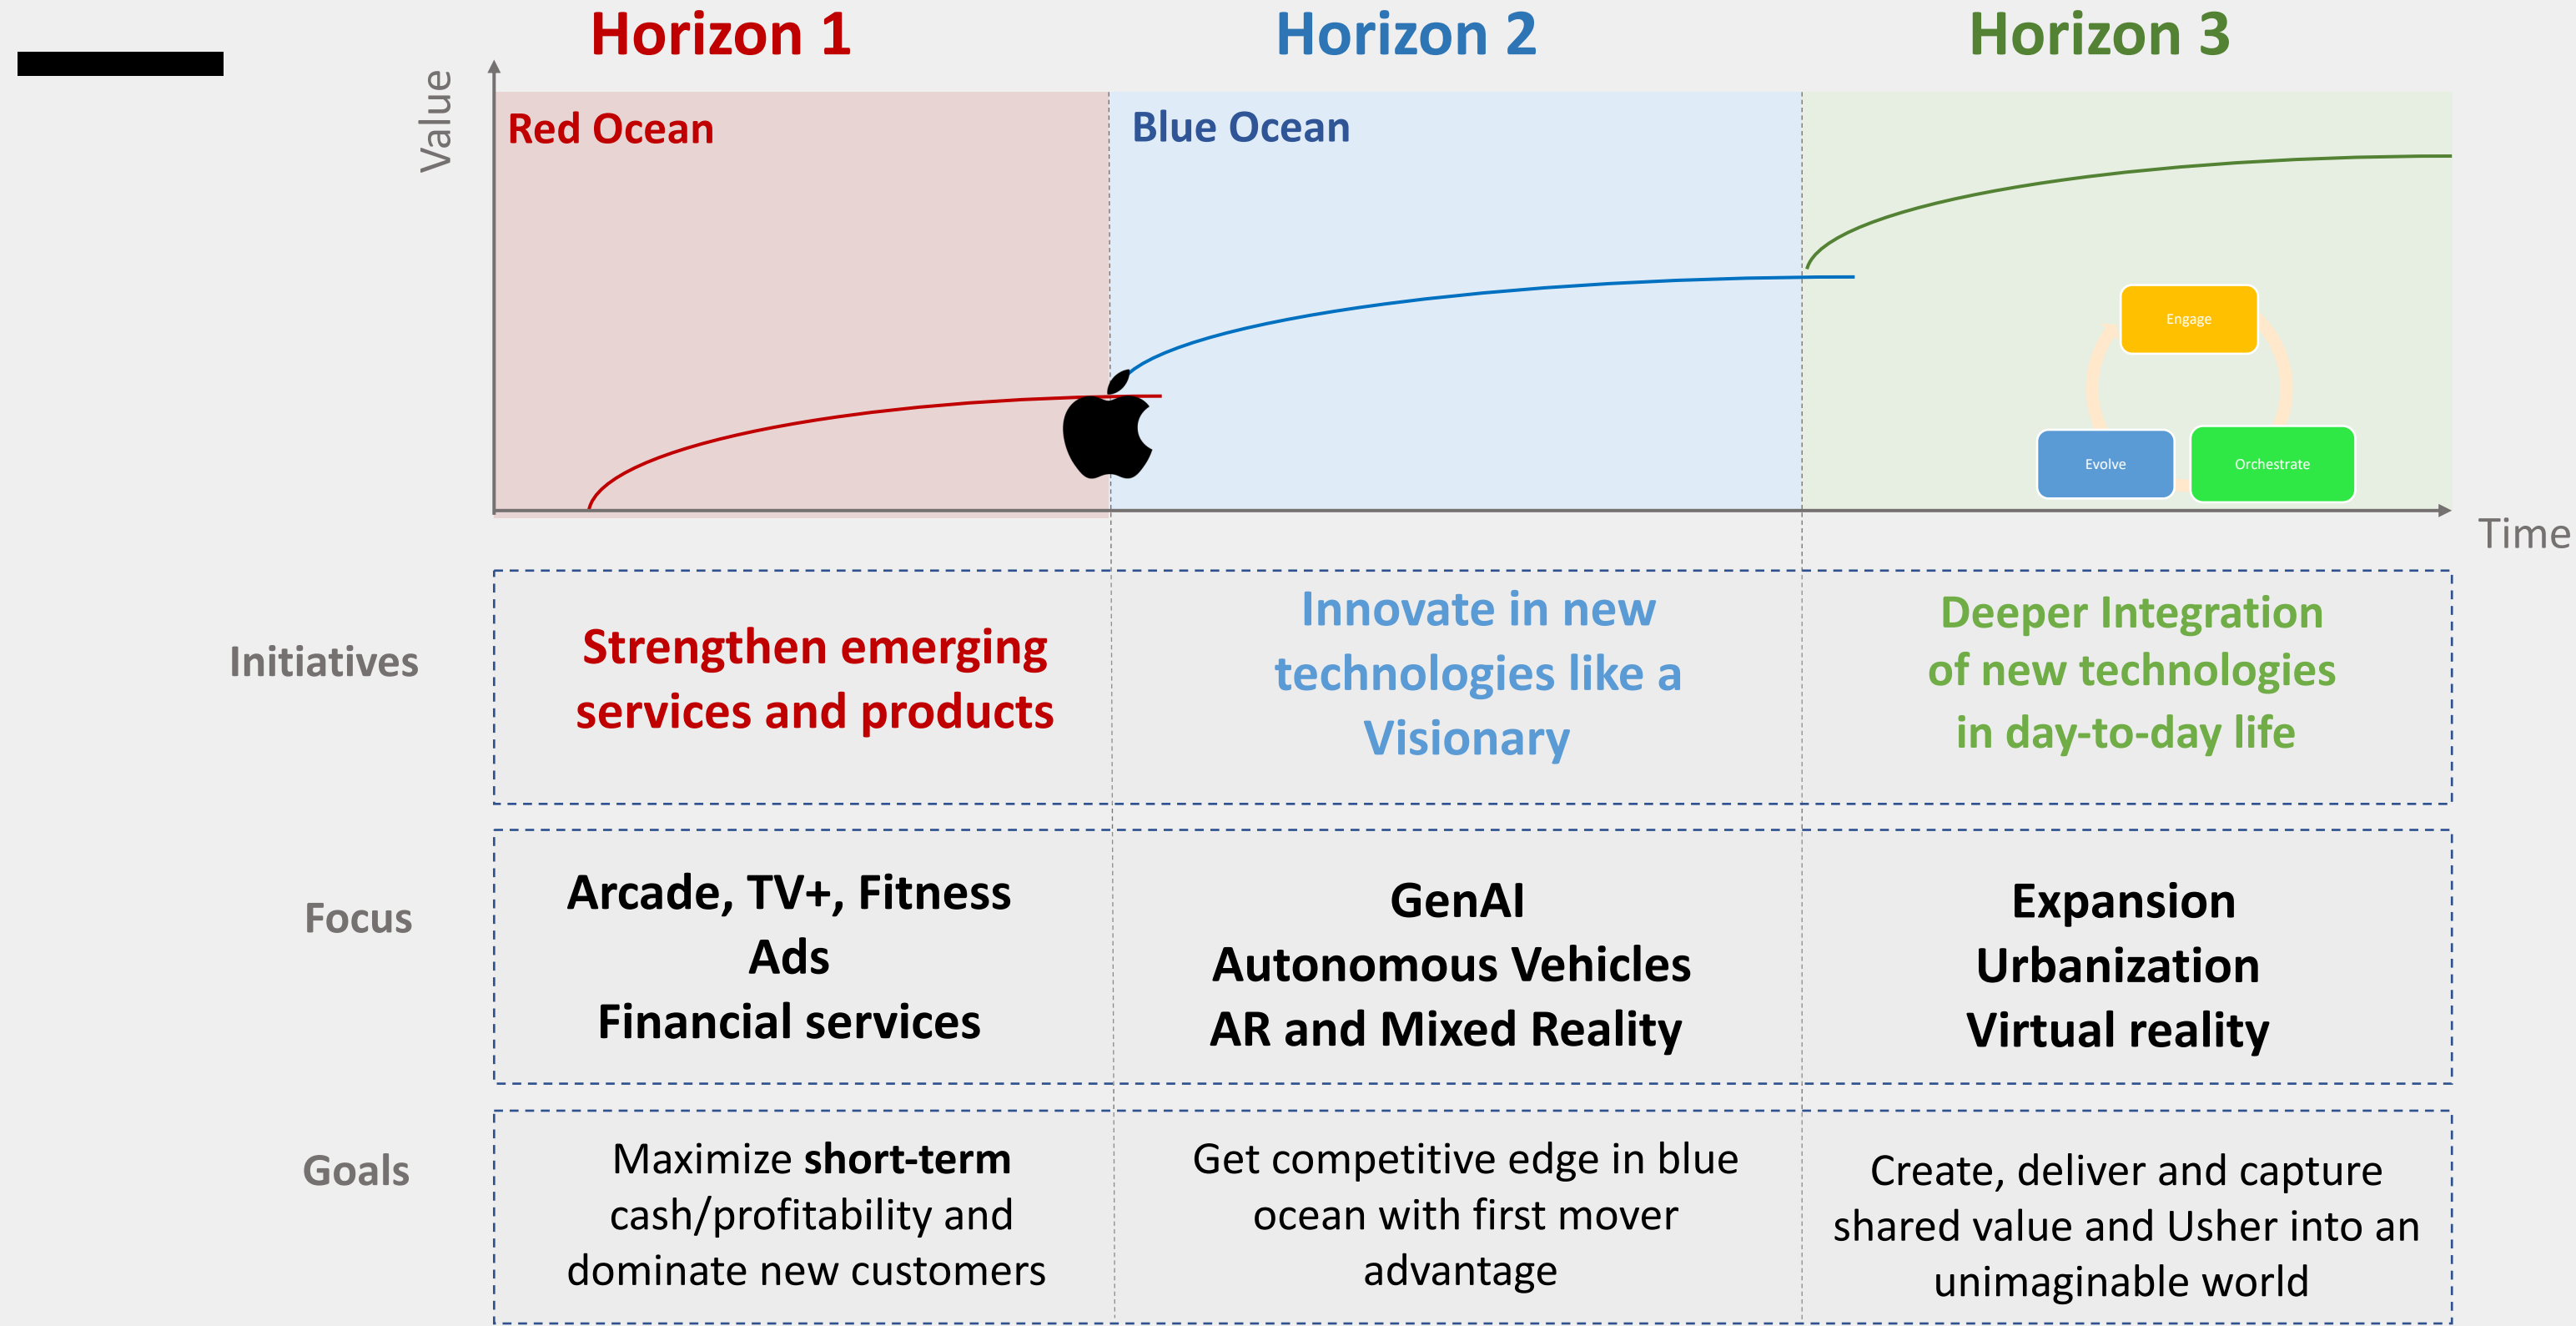 Horizon 1
Horizon 2
Horizon 3
Value
Red Ocean
Blue Ocean
Engage
Evolve
Orchestrate
Time
Initiatives
Strengthen emerging
services and products
Innovate in new
technologies like a
Visionary
Deeper Integration
of new technologies
in day-to-day life
Focus
Arcade, TV+, Fitness
Ads
Financial services
GenAI
Autonomous Vehicles
AR and Mixed Reality
Expansion
Urbanization
Virtual reality
Goals
Maximize short-term
cash/profitability and
dominate new customers
Get competitive edge in blue
ocean with first mover
advantage
Create, deliver and capture
shared value and Usher into an
unimaginable world